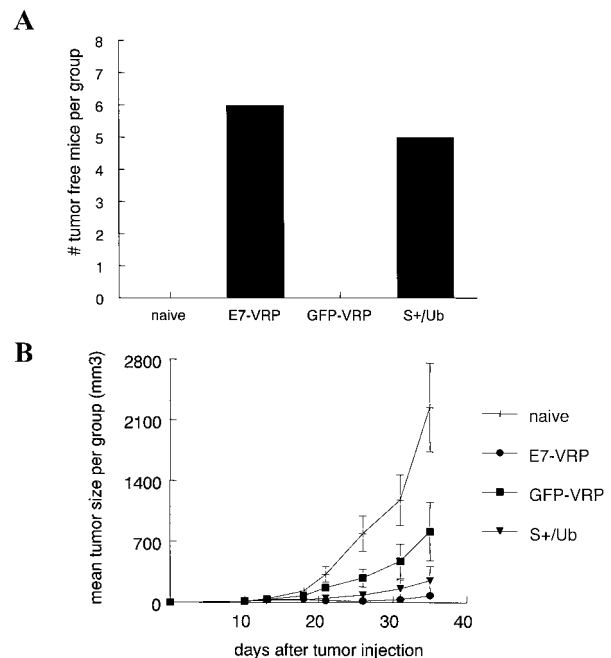 A
# tumor free mice per group
8
7
6
5
4
3
2
1
0
naive E7-VRP GFP-VRP S+/Ub
B
mean tumor size per group (mm3)
2800
2100
1400
700
0
10 20 30 40
days after tumor injection
naive
E7-VRP
GFP-VRP
S+/Ub